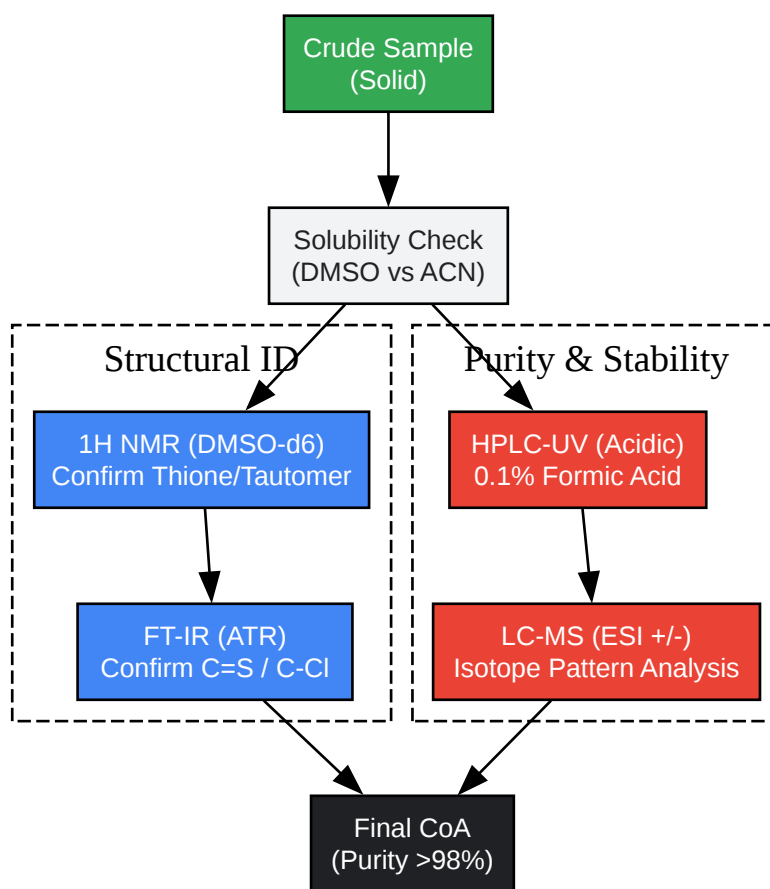 Crude Sample
(Solid)
Solubility Check
(DMSO vs ACN)
Structural ID
Purity & Stability
1H NMR (DMSO-d6)
Confirm Thione/Tautomer
HPLC-UV (Acidic)
0.1% Formic Acid
FT-IR (ATR)
Confirm C=S / C-Cl
LC-MS (ESI +/-)
Isotope Pattern Analysis
Final CoA
(Purity >98%)